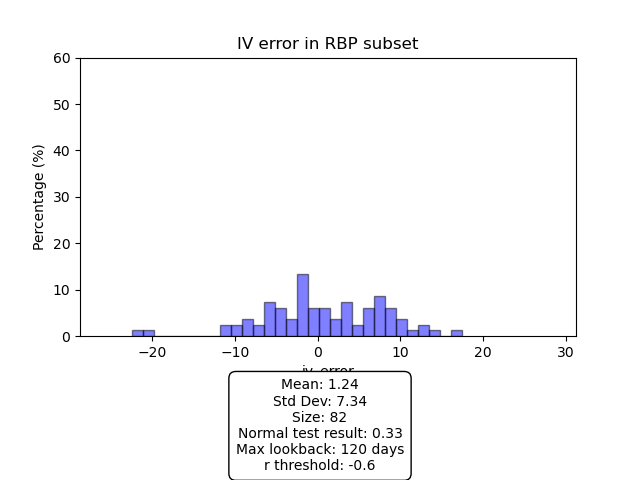 IV error in RBP subset
60
50
40
30
20
10
0
Percentage (%)
−20
−10
0
10
20
30
iv_error
Mean: 1.24
Std Dev: 7.34
Size: 82
Normal test result: 0.33
Max lookback: 120 days
r threshold: -0.6